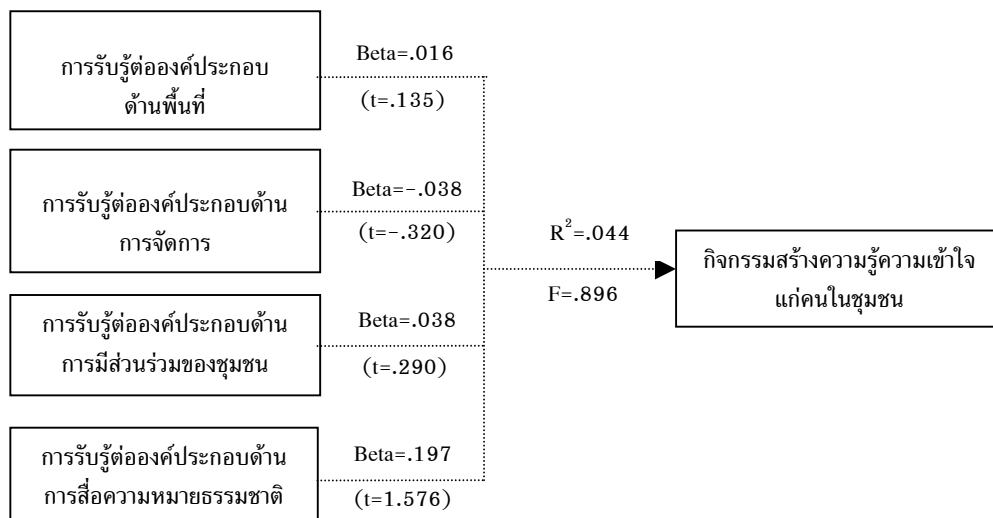 การรับรู้ต่อองค์ประกอบ
ด้านพื้นที่
Beta=.016
(t=.135)
การรับรู้ต่อองค์ประกอบด้าน
การจัดการ
Beta=-.038
(t=-.320)
การรับรู้ต่อองค์ประกอบด้าน
การมีส่วนร่วมของชุมชน
Beta=.038
(t=.290)
การรับรู้ต่อองค์ประกอบด้าน
การสื่อความหมายธรรมชาติ
Beta=.197
(t=1.576)
R²=.044
F=.896
กิจกรรมสร้างความรู้ความเข้าใจ
แก่คนในชุมชน